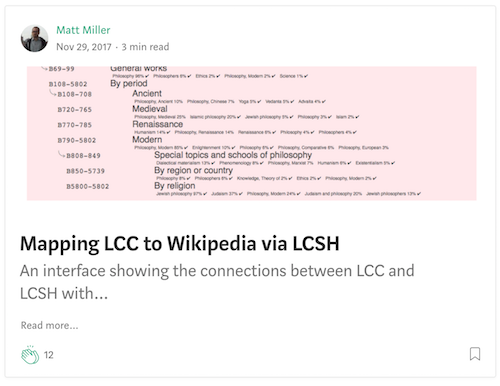 Matt Miller
Nov 29, 2017 · 3 min read
B69-99 General works
Philosophy 98%✔ Philosophers 6%✔ Ethics 3%✔ Philosophy, Modern 2%✔ Science 1%✔
B108-5802 By period
B108-708 Ancient
Philosophy, Ancient 10% Philosophy, Chinese 7% Yoga 5%✔ Vedanta 5%✔ Advaita 4%✔
B720-765 Medieval
Philosophy, Medieval 29% Islamic philosophy 20%✔ Jewish philosophy 5%✔ Philosophy 3%✔ Islam 2%✔
B770-785 Renaissance
Humanism 14%✔ Philosophy, Renaissance 14% Renaissance 6%✔ Philosophy 4%✔ Philosophers 4%✔
B790-5802 Modern
Philosophy, Modern 80%✔ Enlightenment 10%✔ Philosophy 6%✔ Philosophy, Comparative 6% Philosophy, European 3%
B808-849 Special topics and schools of philosophy
Dialectical materialism 13%✔ Phenomenology 8%✔ Philosophy, Marxist 7% Humanism 6%✔ Existentialism 5%✔
B850-5739 By region or country
Philosophy 8%✔ Philosophers 8%✔ Knowledge, Theory of 2%✔ Ethics 2%✔ Philosophy, Modern 2%✔
B5800-5802 By religion
Jewish philosophy 97%✔ Judaism 37%✔ Philosophy, Modern 24%✔ Judaism and philosophy 20% Jewish philosophers 13%✔
Mapping LCC to Wikipedia via LCSH
An interface showing the connections between LCC and
LCSH with...
Read more...
12